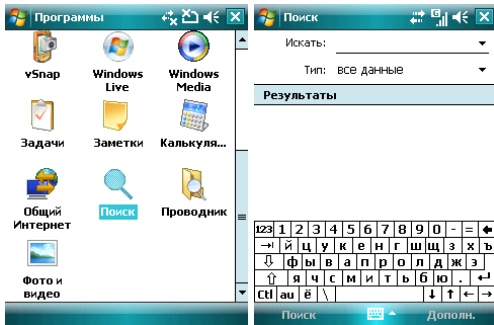 Программы
vSnap
Windows Live
Windows Media
Задачи
Заметки
Калькуля...
Общий Интернет
Поиск
Проводник
Фото и видео
Поиск
Искать:
Тип: все данные
Результаты
123 1 2 3 4 5 6 7 8 9 0 - =
й ц у к е н г ш щ з х ъ
ф ы в а п р о л д ж э
я ч с м и т ь б ю .
Ctl au ё \
Поиск
Дополн.